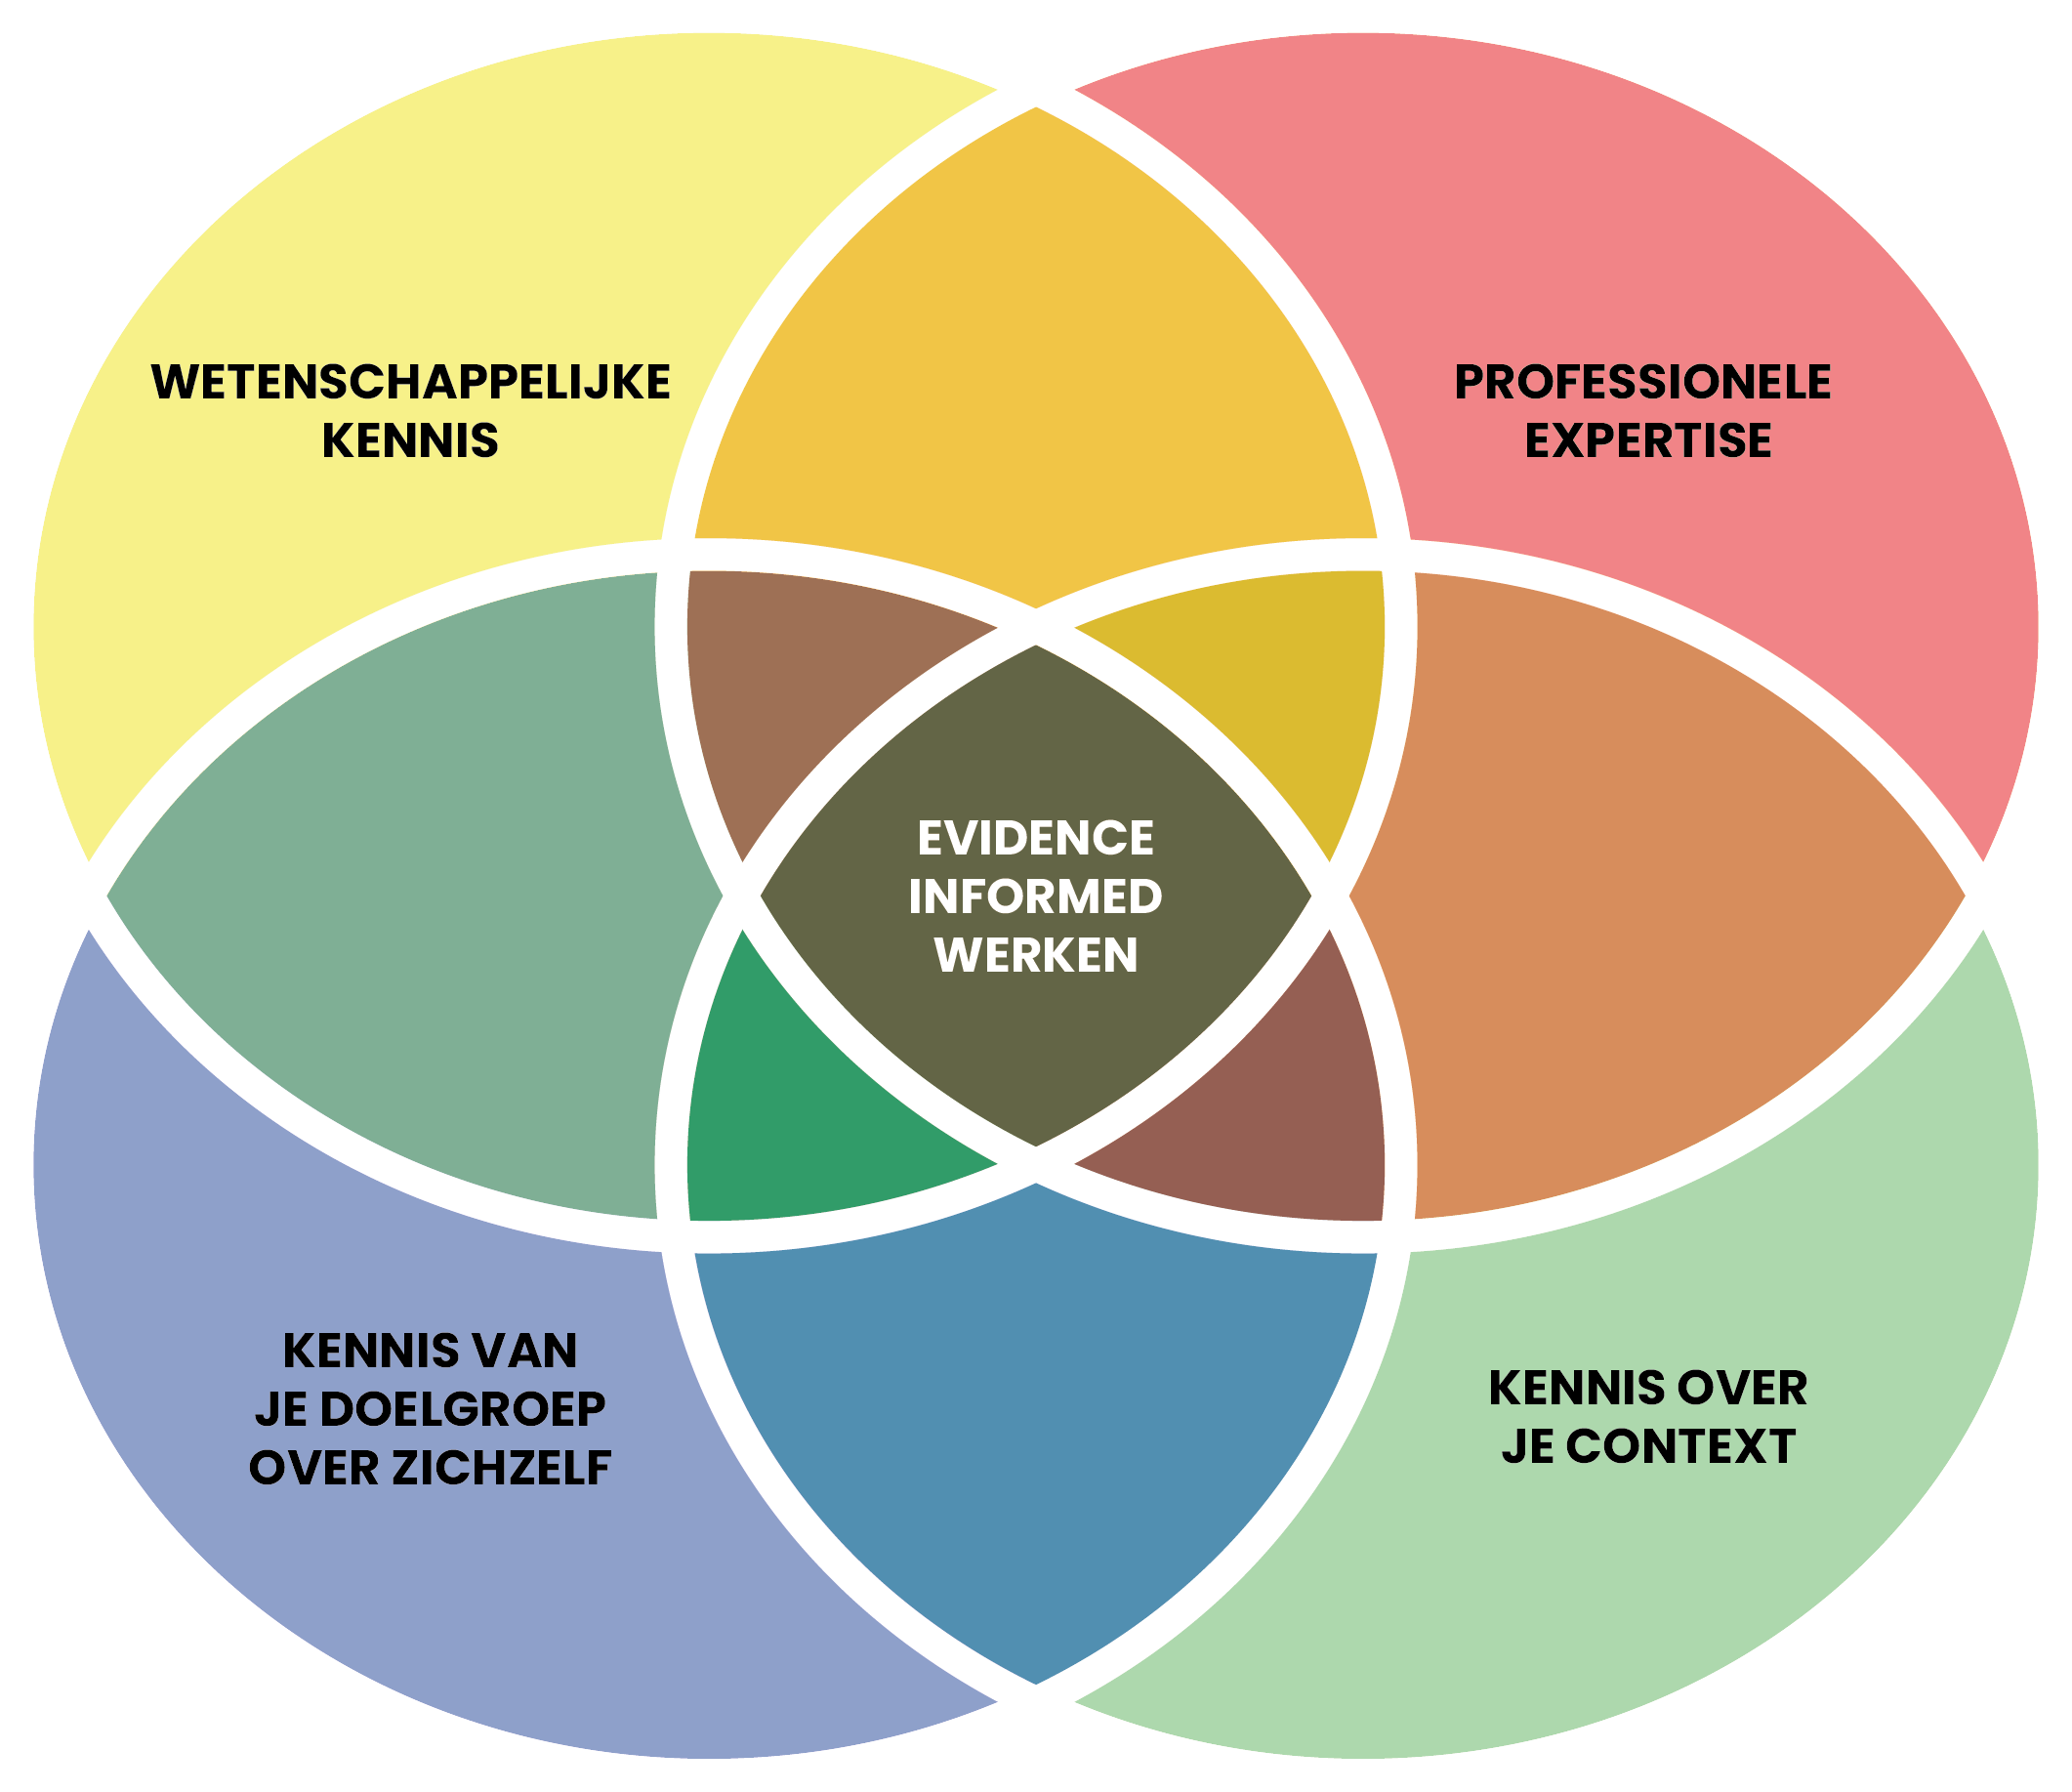 WETENSCHAPPELIJKE
KENNIS
PROFESSIONELE
EXPERTISE
EVIDENCE
INFORMED
WERKEN
KENNIS VAN
JE DOELGROEP
OVER ZICHZELF
KENNIS OVER
JE CONTEXT